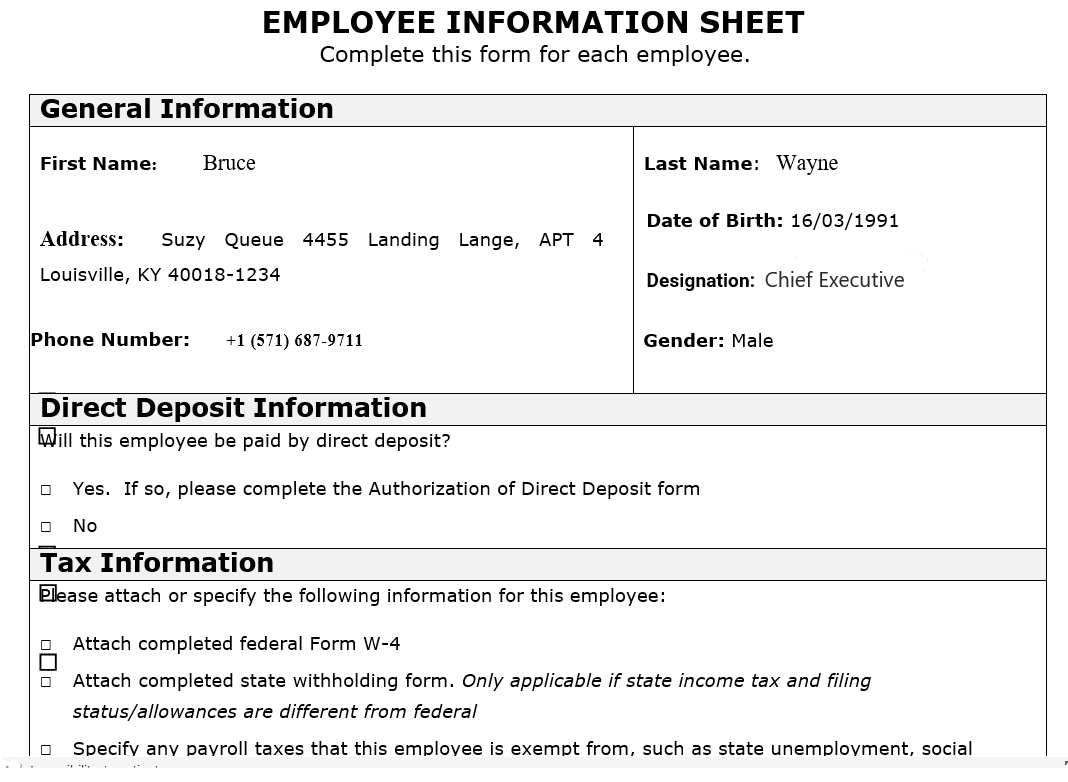 EMPLOYEE INFORMATION SHEET
Complete this form for each employee.
General Information
First Name: Bruce
Last Name: Wayne
Date of Birth: 16/03/1991
Address: Suzy Queue 4455 Landing Lange, APT 4
Louisville, KY 40018-1234
Designation: Chief Executive
Phone Number: +1 (571) 687-9711
Gender: Male
Direct Deposit Information
Will this employee be paid by direct deposit?
□ Yes. If so, please complete the Authorization of Direct Deposit form
□ No
Tax Information
Please attach or specify the following information for this employee:
□ Attach completed federal Form W-4
□ Attach completed state withholding form. Only applicable if state income tax and filing
status/allowances are different from federal
□ Specify any payroll taxes that this employee is exempt from, such as state unemployment, social